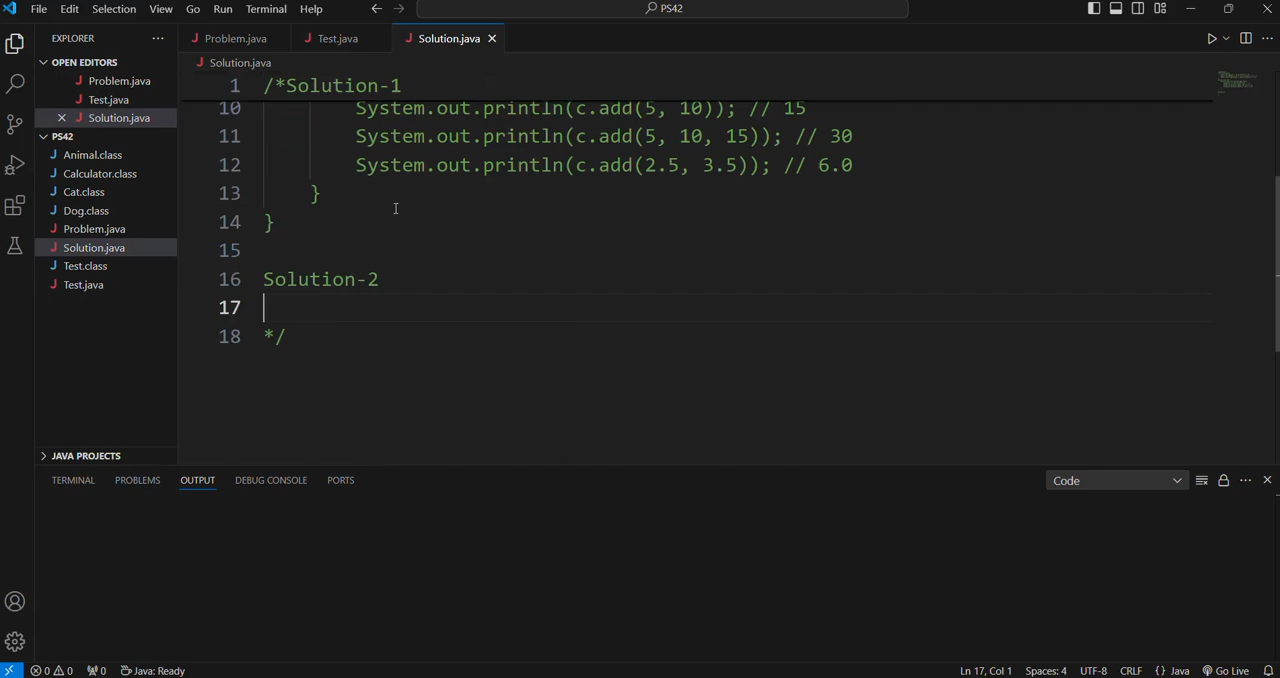 File Edit Selection View Go Run Terminal Help PS42
EXPLORER
Problem.java Test.java Solution.java
OPEN EDITORS
Problem.java
Test.java
Solution.java
PS42
Animal.class
Calculator.class
Cat.class
Dog.class
Problem.java
Solution.java
Test.class
Test.java
JAVA PROJECTS
Solution.java
1 /*Solution-1
10 System.out.println(c.add(5, 10)); // 15
11 System.out.println(c.add(5, 10, 15)); // 30
12 System.out.println(c.add(2.5, 3.5)); // 6.0
13 }
14 }
15
16 Solution-2
17
18 */
TERMINAL PROBLEMS OUTPUT DEBUG CONSOLE PORTS Code
0 0 0 Java: Ready Ln 17, Col 1 Spaces: 4 UTF-8 CRLF {} Java Go Live